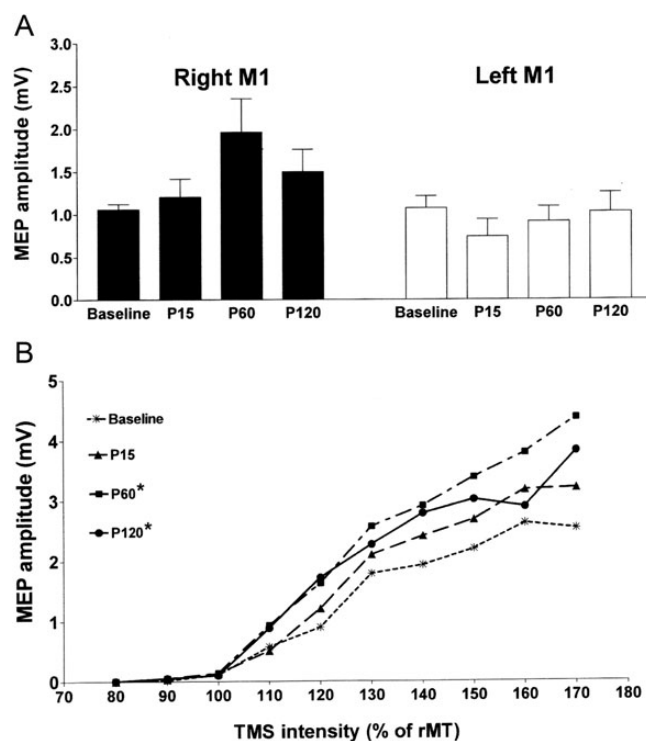 A
3.0
2.5
2.0
1.5
1.0
0.5
0.0
MEP amplitude (mV)
Right M1
Left M1
Baseline P15 P60 P120 Baseline P15 P60 P120
B
5
4
3
2
1
0
MEP amplitude (mV)
Baseline
P15
P60*
P120*
70 80 90 100 110 120 130 140 150 160 170 180
TMS intensity (% of rMT)